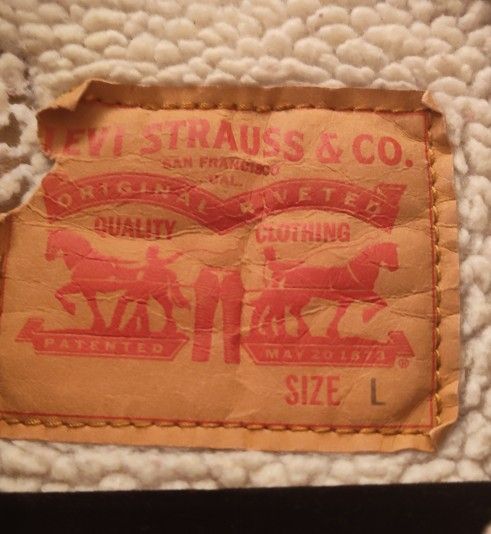 LEVI STRAUSS & CO.
SAN FRANCISCO
CAL.
ORIGINAL RIVETED
QUALITY CLOTHING
PATENTED MAY 20 1873 ®
SIZE L